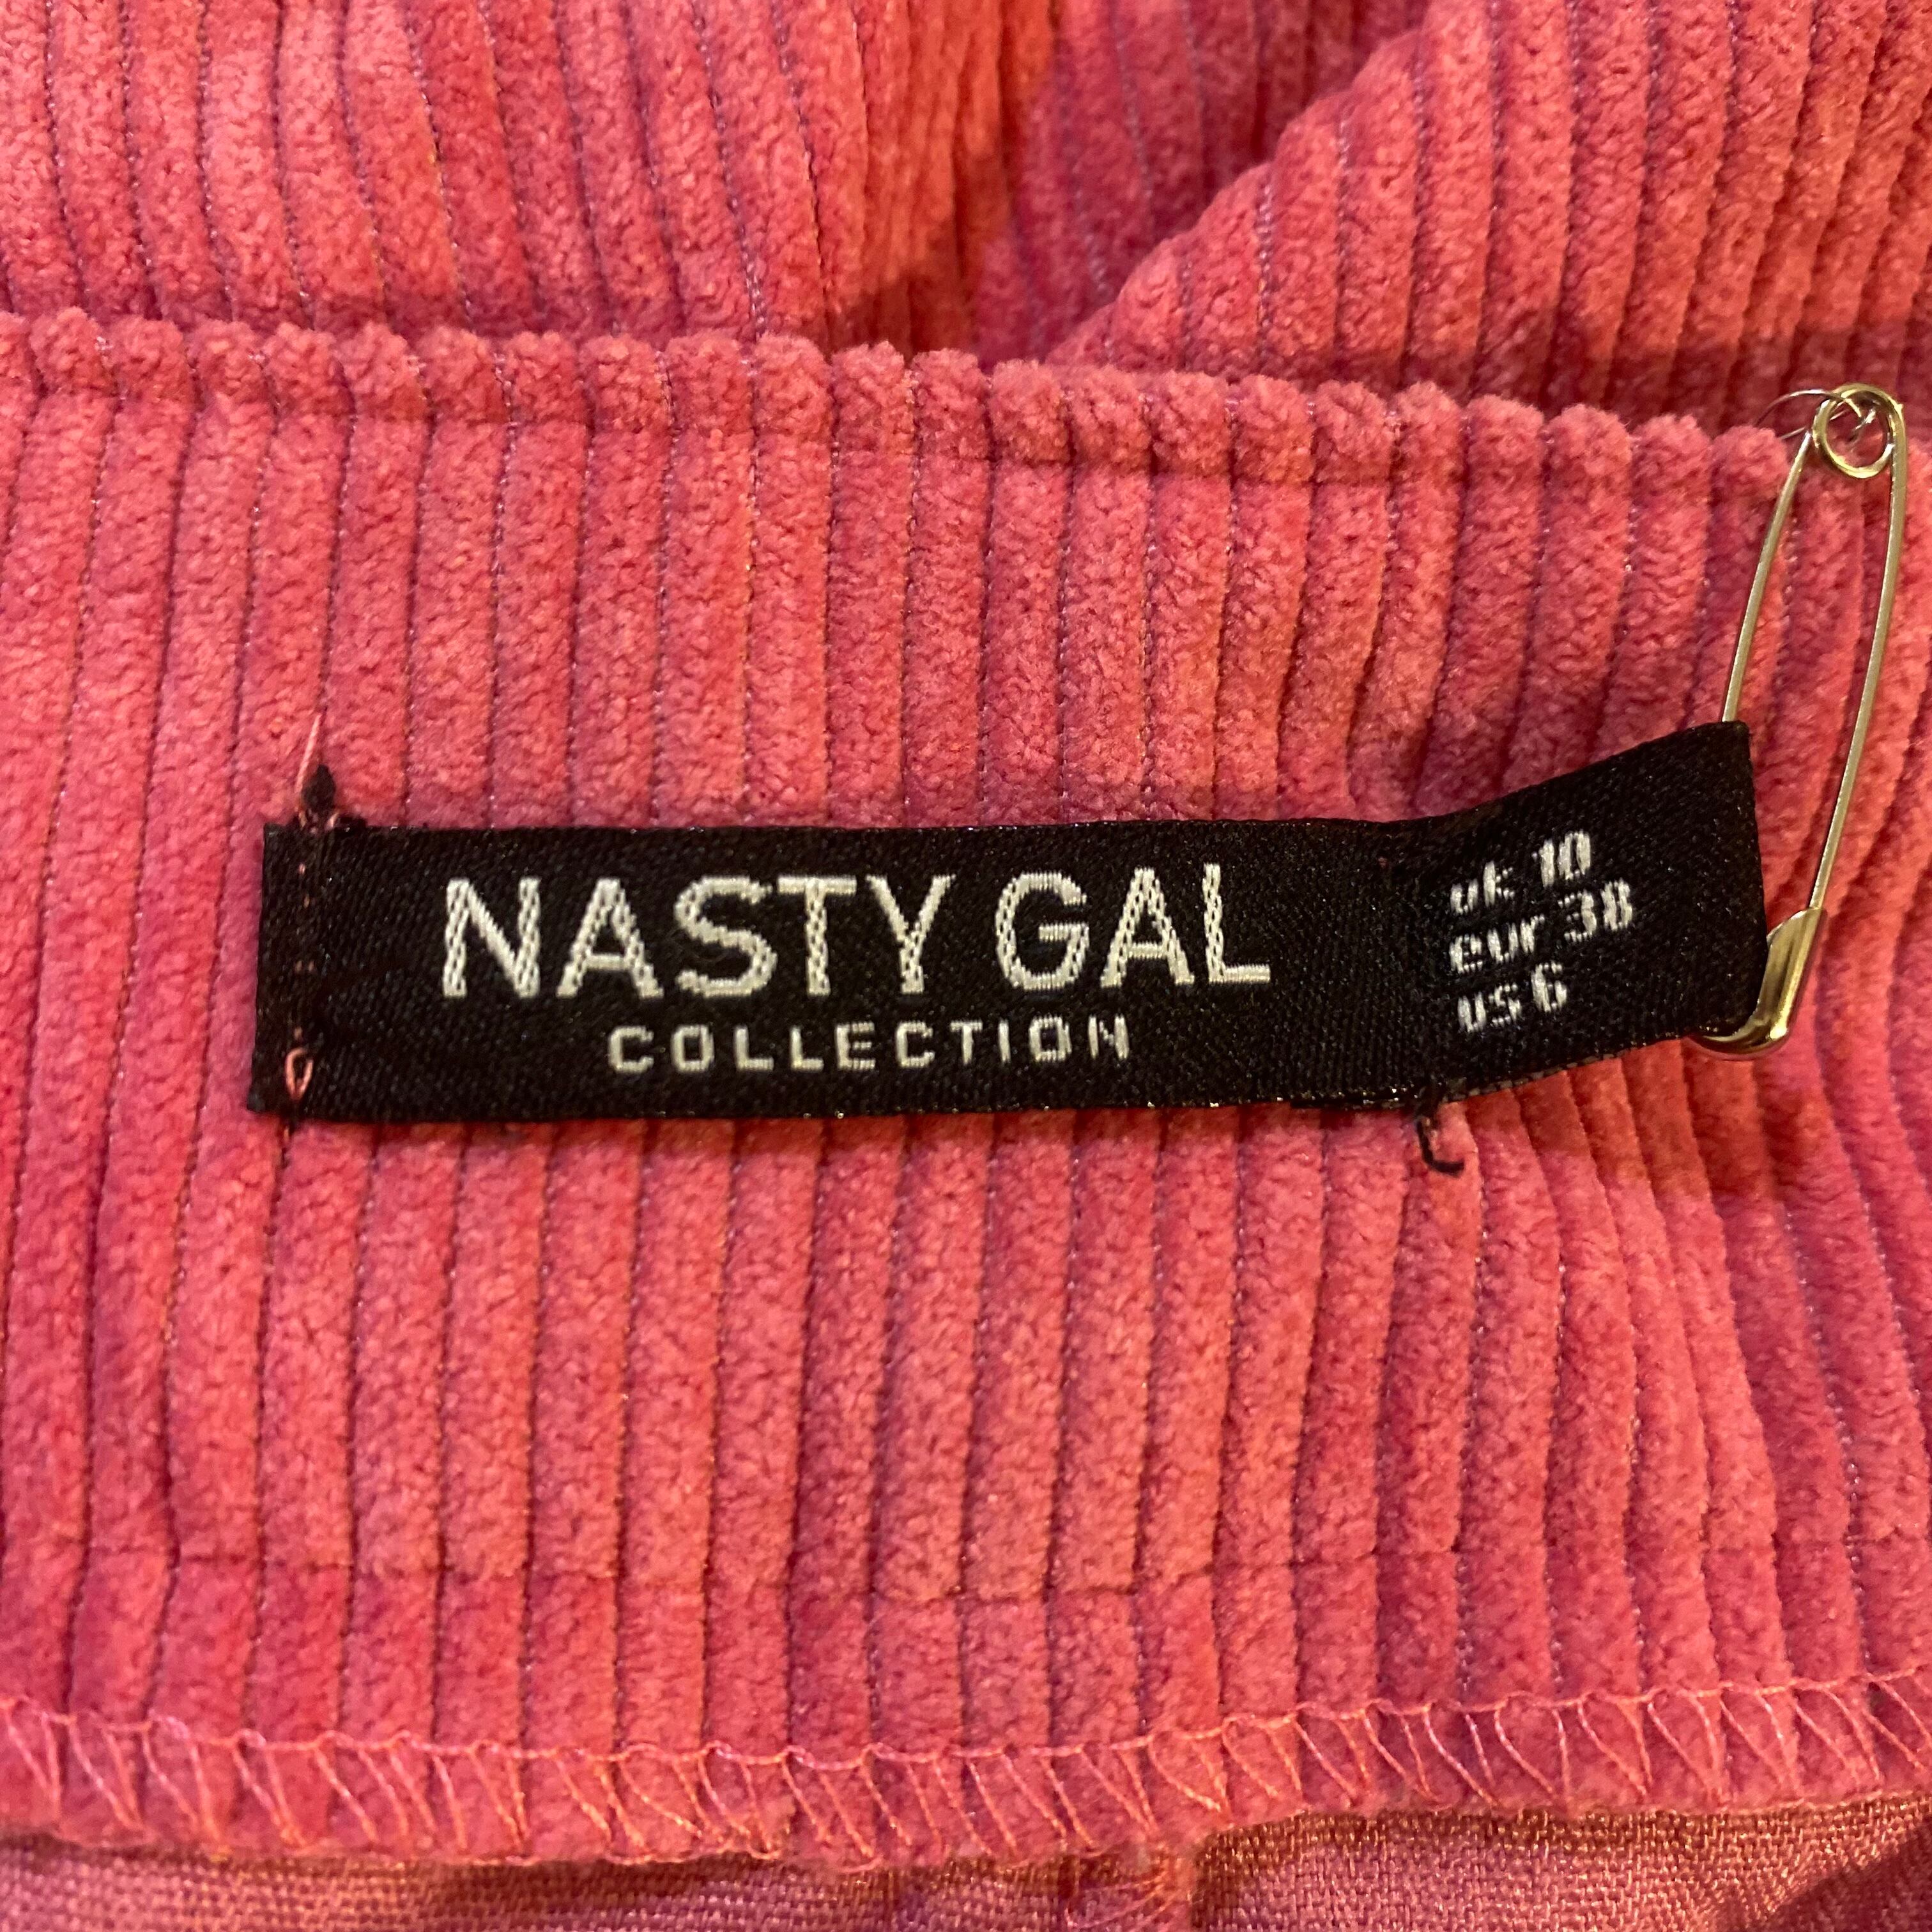 NASTY GAL
COLLECTION
uk 10
eur 38
us 6